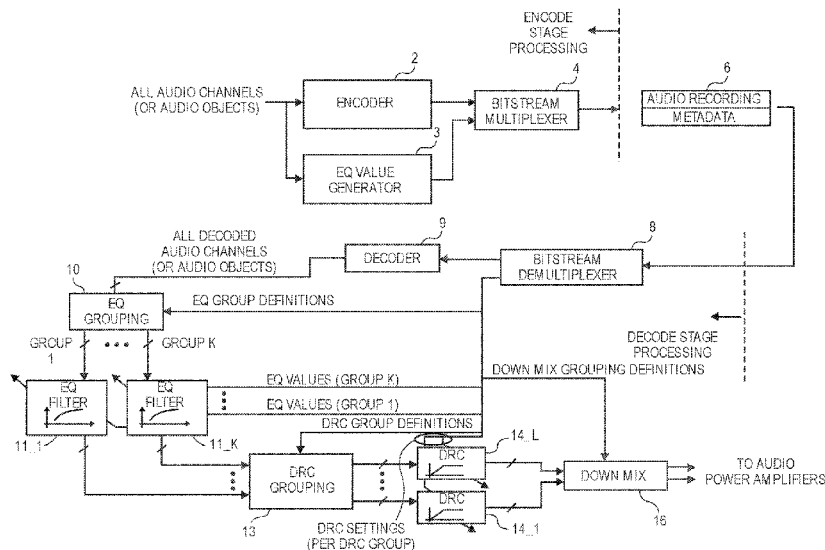 ENCODE
STAGE
PROCESSING
2
4
6
ALL AUDIO CHANNELS
(OR AUDIO OBJECTS)
ENCODER
BITSTREAM
MULTIPLEXER
AUDIO RECORDING
METADATA
3
EQ VALUE
GENERATOR
ALL DECODED
AUDIO CHANNELS
(OR AUDIO OBJECTS)
9
DECODER
8
BITSTREAM
DEMULTIPLEXER
10
EQ
GROUPING
EQ GROUP DEFINITIONS
DECODE STAGE
PROCESSING
GROUP
1
GROUP K
DOWN MIX GROUPING DEFINITIONS
EQ
FILTER
EQ
FILTER
EQ VALUES (GROUP K)
EQ VALUES (GROUP 1)
DRC GROUP DEFINITIONS
11_1
11_K
14_L
DRC
GROUPING
DRC
DOWN MIX
TO AUDIO
POWER AMPLIFIERS
13
DRC SETTINGS
(PER DRC GROUP)
DRC
14_1
16